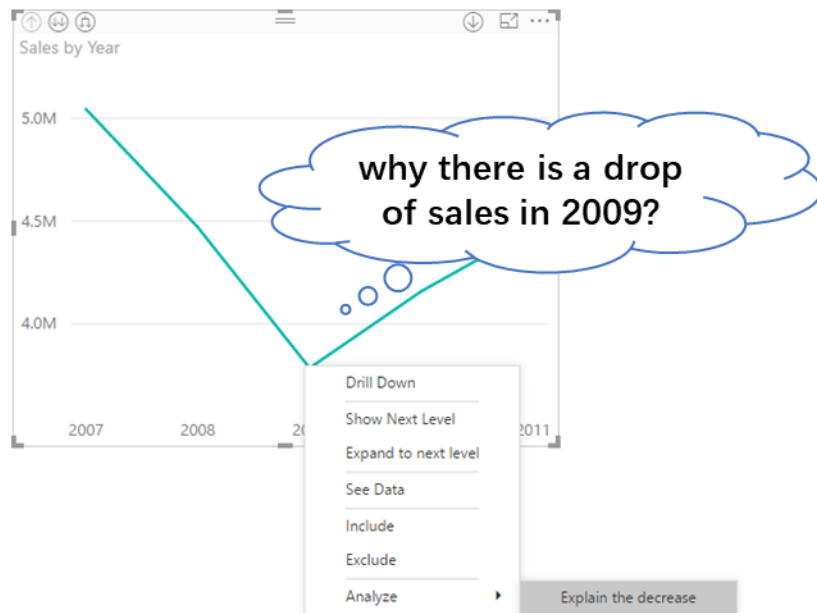 Sales by Year
5.0M
why there is a drop
of sales in 2009?
4.5M
4.0M
2007 2008 20 2011
Drill Down
Show Next Level
Expand to next level
See Data
Include
Exclude
Analyze
Explain the decrease